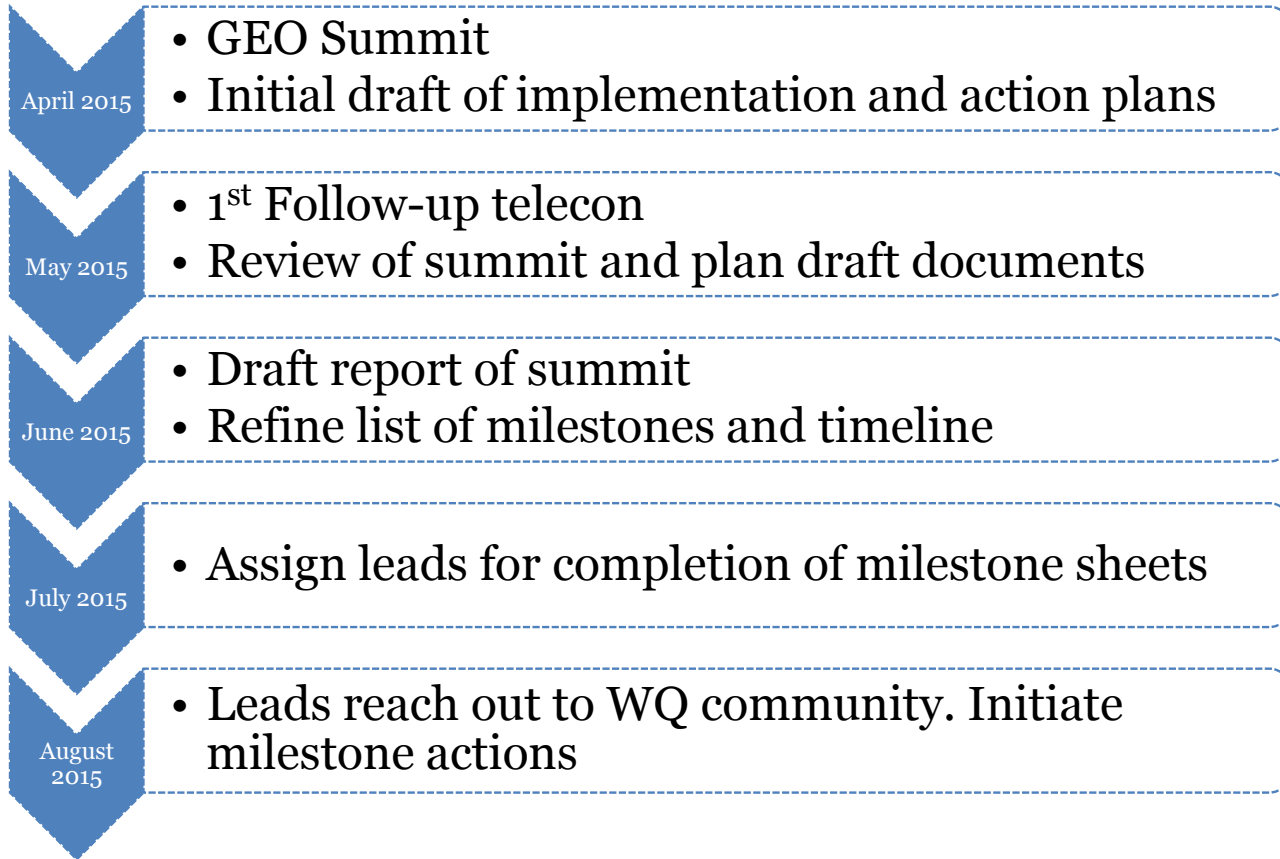 April 2015
• GEO Summit
• Initial draft of implementation and action plans
May 2015
• 1st Follow-up telecon
• Review of summit and plan draft documents
June 2015
• Draft report of summit
• Refine list of milestones and timeline
July 2015
• Assign leads for completion of milestone sheets
August
2015
• Leads reach out to WQ community. Initiate
milestone actions